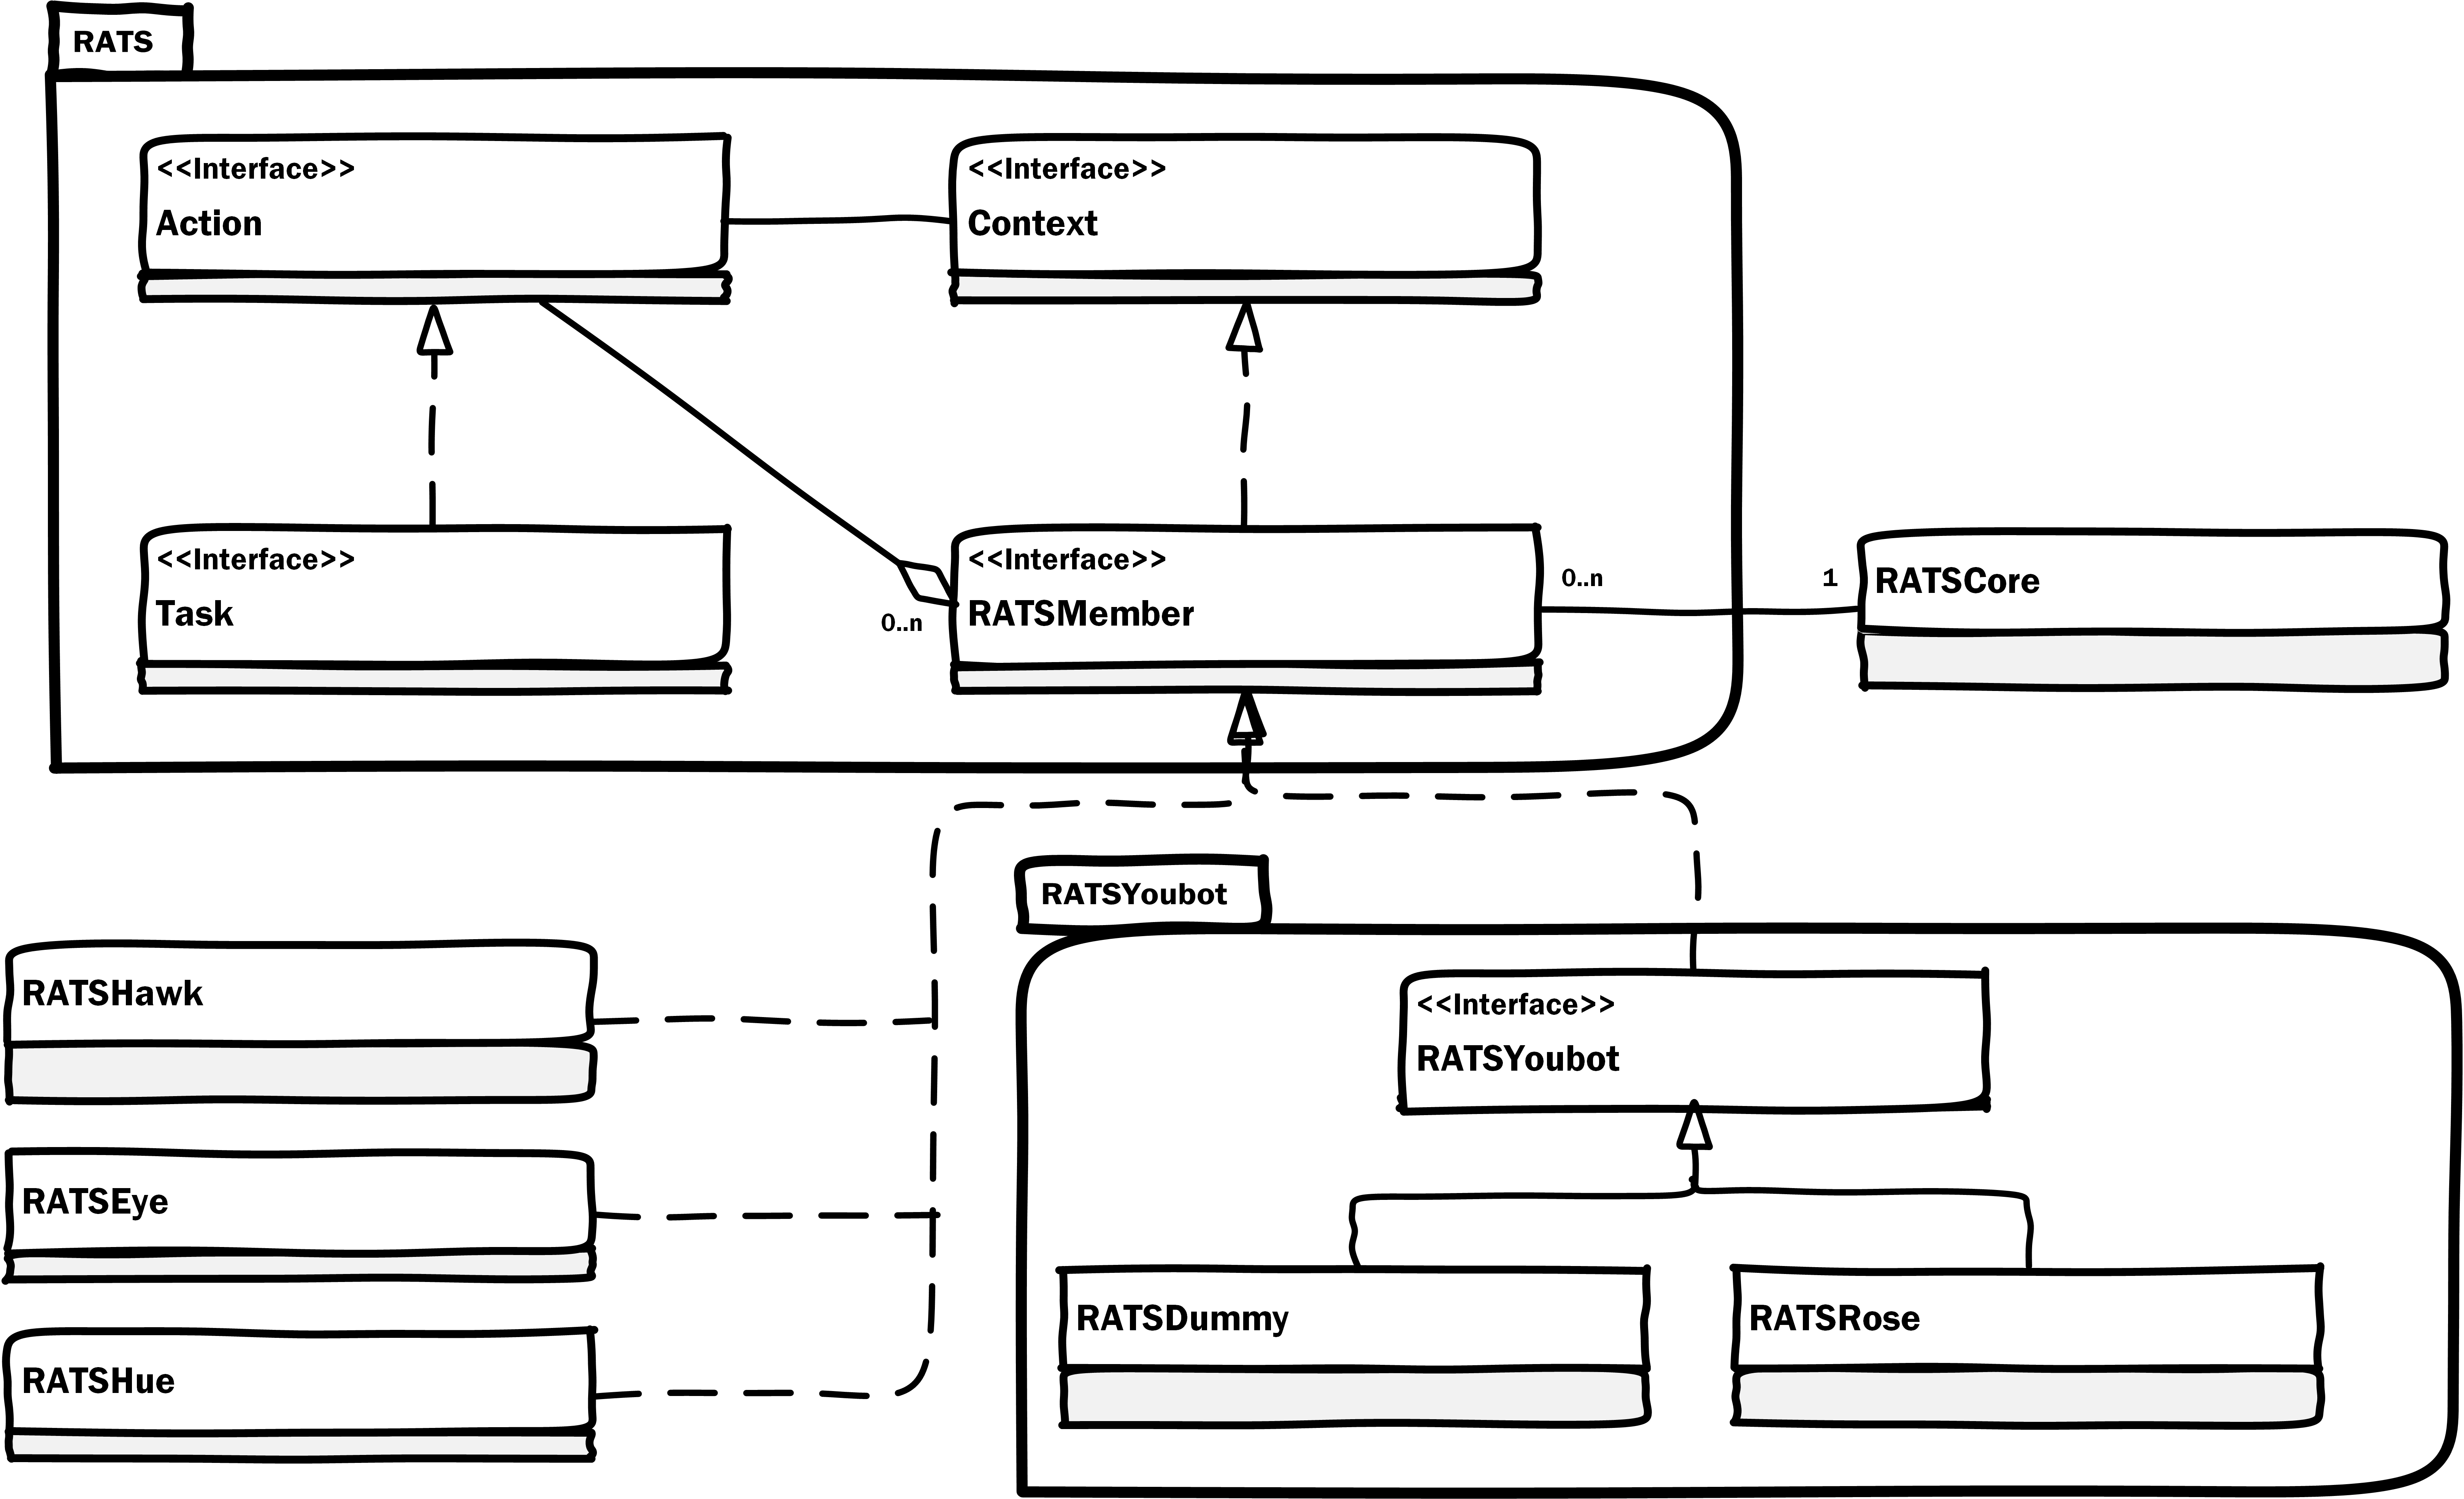 RATS
<<Interface>>
Action
<<Interface>>
Context
<<Interface>>
Task
<<Interface>>
RATSMember
0..n
0..n
1
RATSCore
RATSYoubot
<<Interface>>
RATSYoubot
RATSHawk
RATSEye
RATSHue
RATSDummy
RATSRose